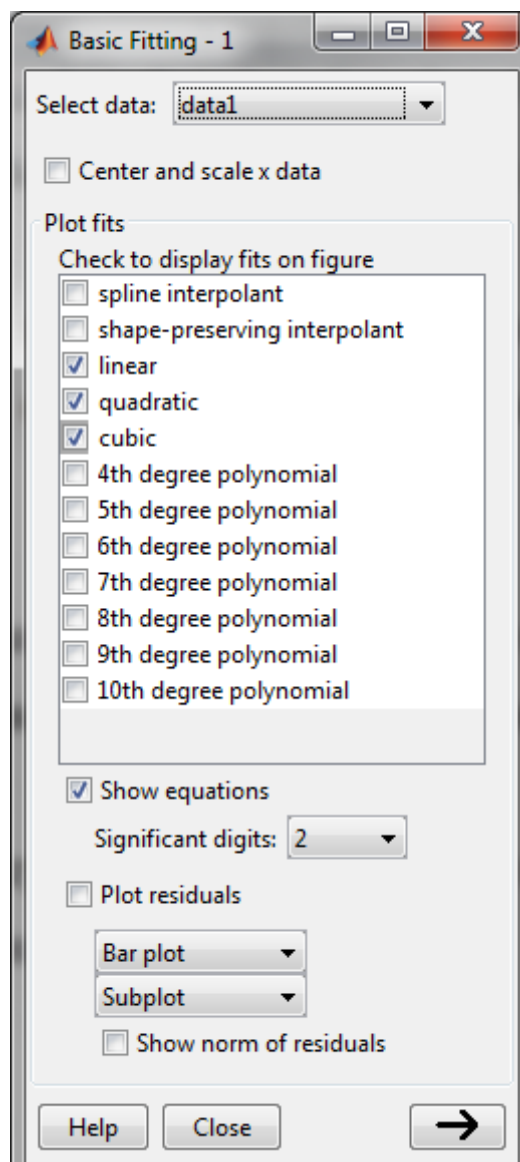 Basic Fitting - 1
Select data: data1
Center and scale x data
Plot fits
Check to display fits on figure
spline interpolant
shape-preserving interpolant
linear
quadratic
cubic
4th degree polynomial
5th degree polynomial
6th degree polynomial
7th degree polynomial
8th degree polynomial
9th degree polynomial
10th degree polynomial
Show equations
Significant digits: 2
Plot residuals
Bar plot
Subplot
Show norm of residuals
Help Close